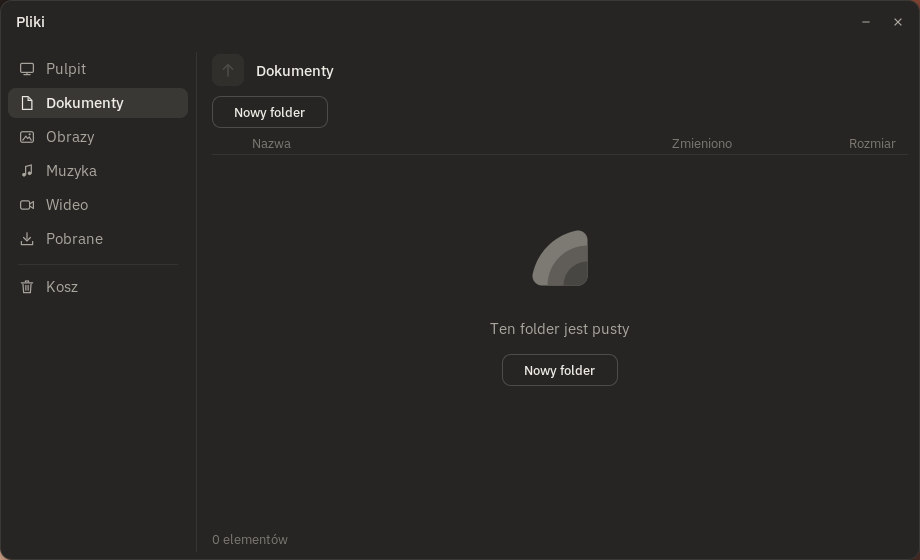 Pliki
Pulpit
Dokumenty
Obrazy
Muzyka
Wideo
Pobrane
Kosz
Dokumenty
Nowy folder
Nazwa Zmieniono Rozmiar
Ten folder jest pusty
Nowy folder
0 elementów